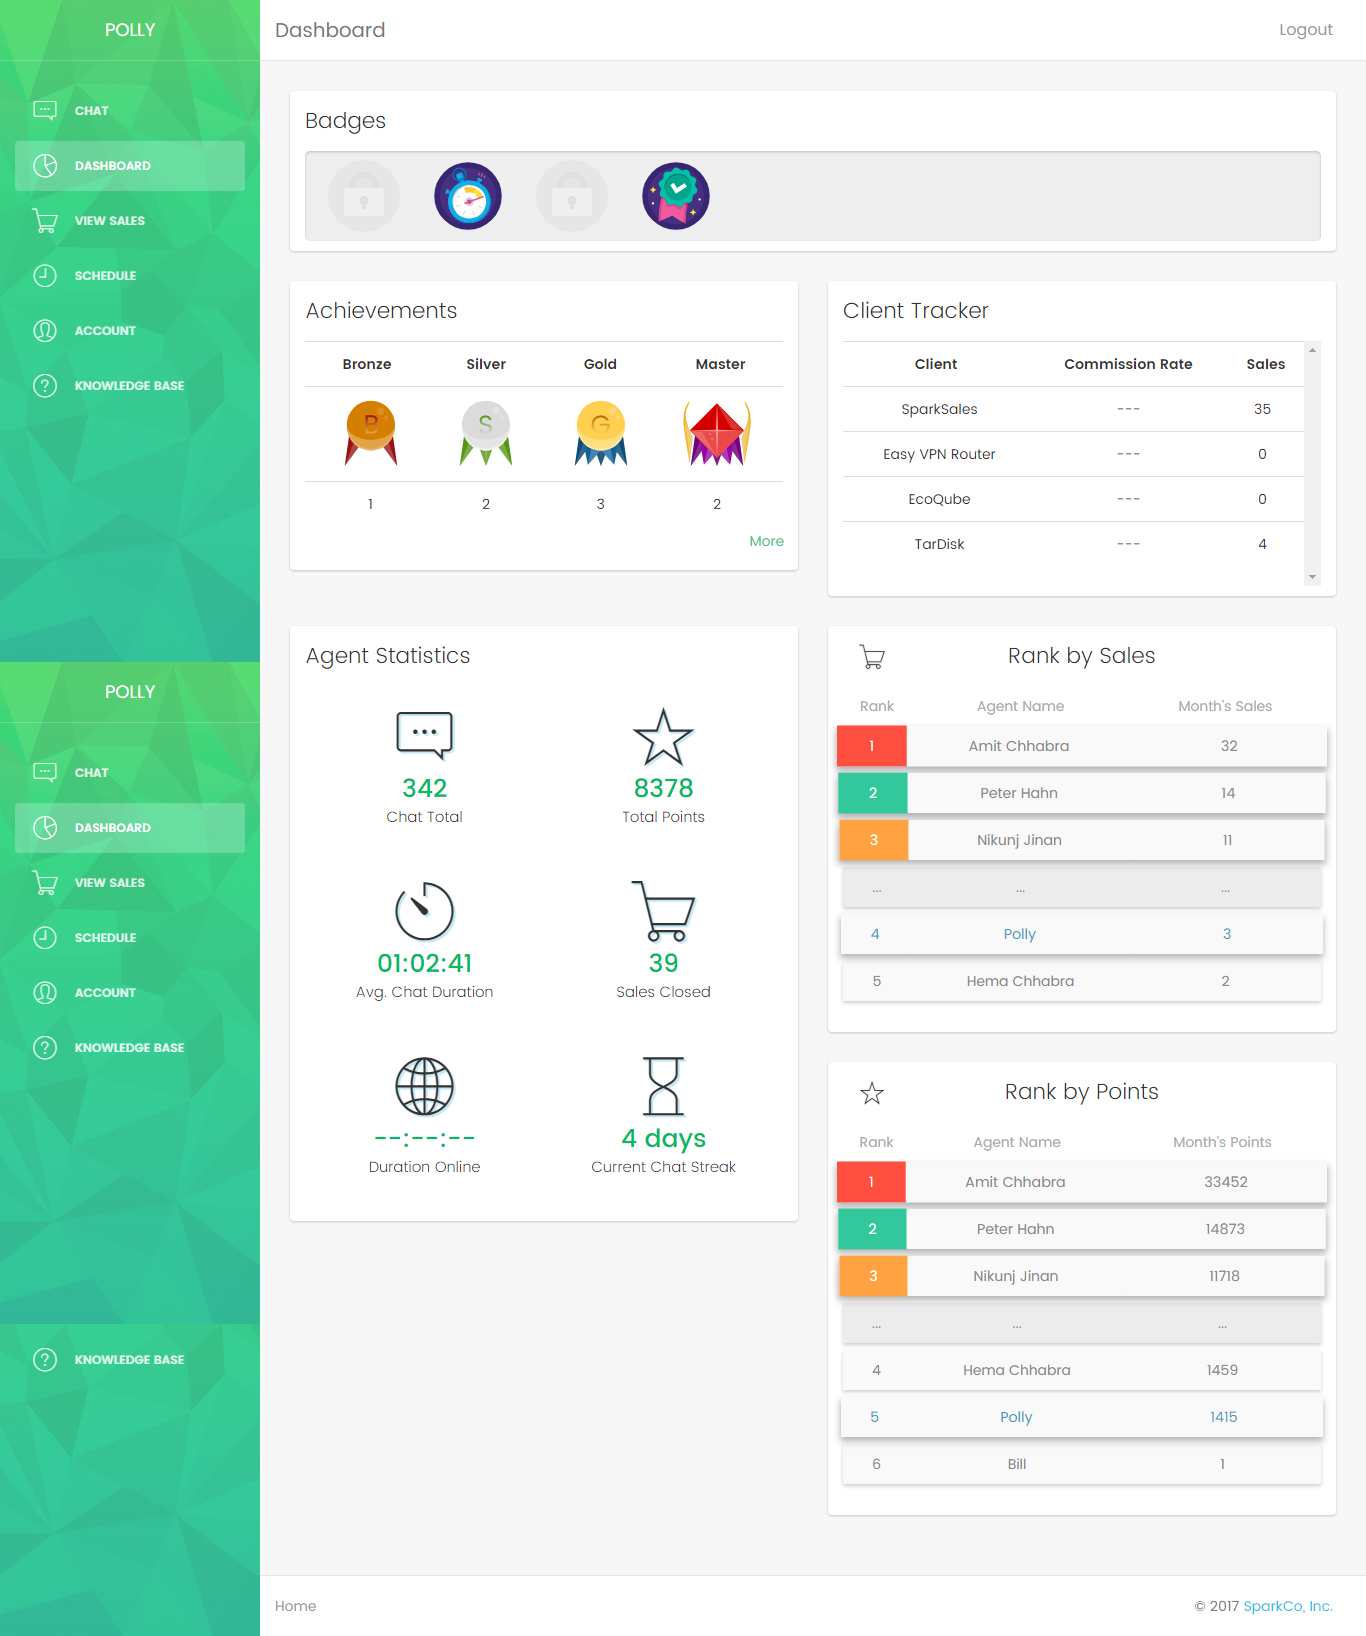 POLLY
CHAT
DASHBOARD
VIEW SALES
SCHEDULE
ACCOUNT
KNOWLEDGE BASE
POLLY
CHAT
DASHBOARD
VIEW SALES
SCHEDULE
ACCOUNT
KNOWLEDGE BASE
KNOWLEDGE BASE
Dashboard Logout
Badges
Achievements
Bronze Silver Gold Master
B S G
1 2 3 2
More
Client Tracker
Client Commission Rate Sales
SparkSales --- 35
Easy VPN Router --- 0
EcoQube --- 0
TarDisk --- 4
Agent Statistics
342 8378
Chat Total Total Points
01:02:41 39
Avg. Chat Duration Sales Closed
--:--:-- 4 days
Duration Online Current Chat Streak
Rank by Sales
Rank Agent Name Month's Sales
1 Amit Chhabra 32
2 Peter Hahn 14
3 Nikunj Jinan 11
... ... ...
4 Polly 3
5 Hema Chhabra 2
Rank by Points
Rank Agent Name Month's Points
1 Amit Chhabra 33452
2 Peter Hahn 14873
3 Nikunj Jinan 11718
... ... ...
4 Hema Chhabra 1459
5 Polly 1415
6 Bill 1
Home © 2017 SparkCo, Inc.